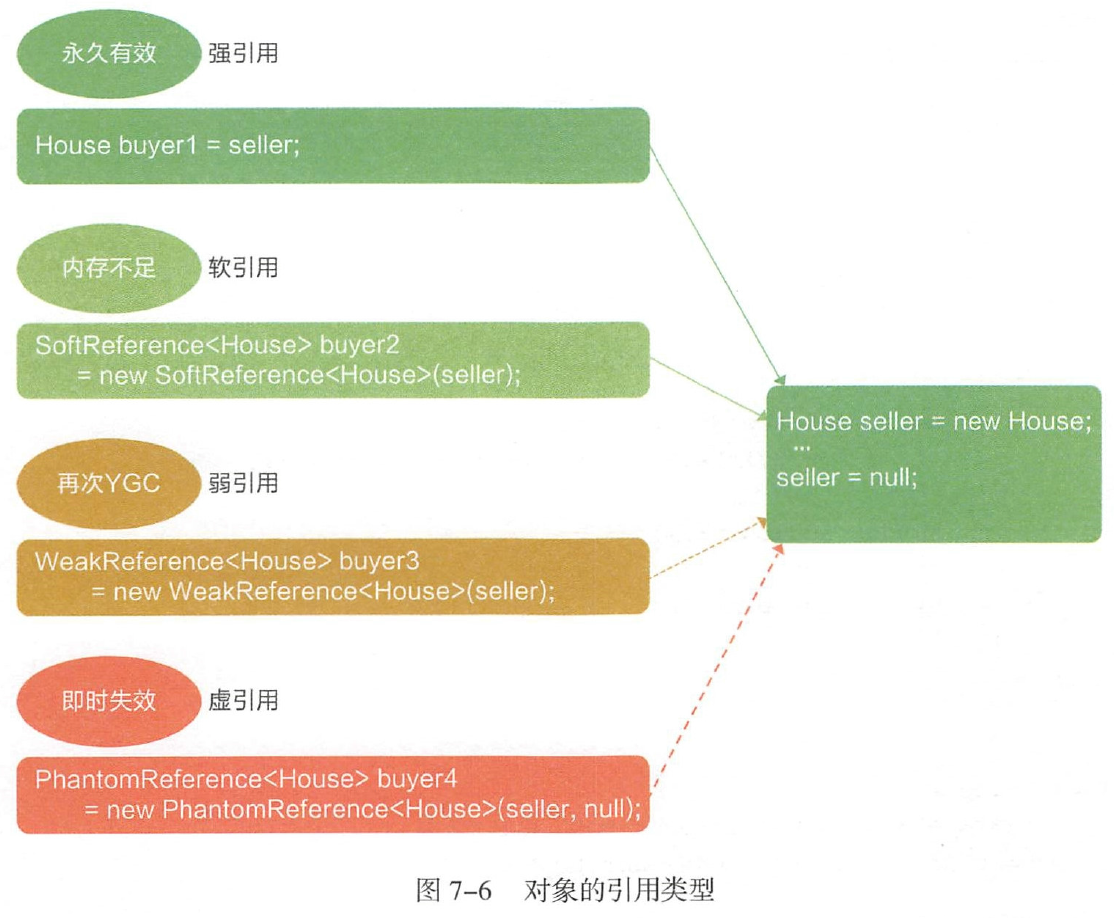 永久有效 强引用
House buyer1 = seller;
内存不足 软引用
SoftReference<House> buyer2
= new SoftReference<House>(seller);
House seller = new House;
...
seller = null;
再次YGC 弱引用
WeakReference<House> buyer3
= new WeakReference<House>(seller);
即时失效 虚引用
PhantomReference<House> buyer4
= new PhantomReference<House>(seller, null);
图 7-6 对象的引用类型